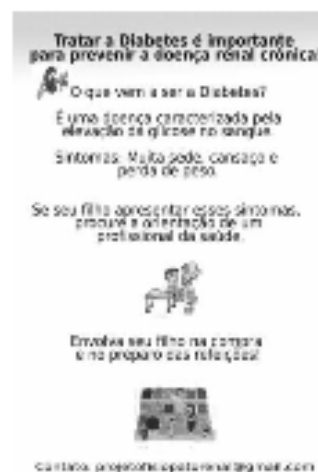 Tratar a Diabetes é importante
para prevenir a doença renal crônica!
O que vem a ser a Diabetes?
É uma doença caracterizada pela
elevação da glicose no sangue.
Sintomas: Muita sede, cansaço e
perda de peso.
Se seu filho apresentar esses sintomas,
procure a orientação de um
profissional da saúde.
Envolva seu filho na compra
e no preparo das refeições!
Contato: